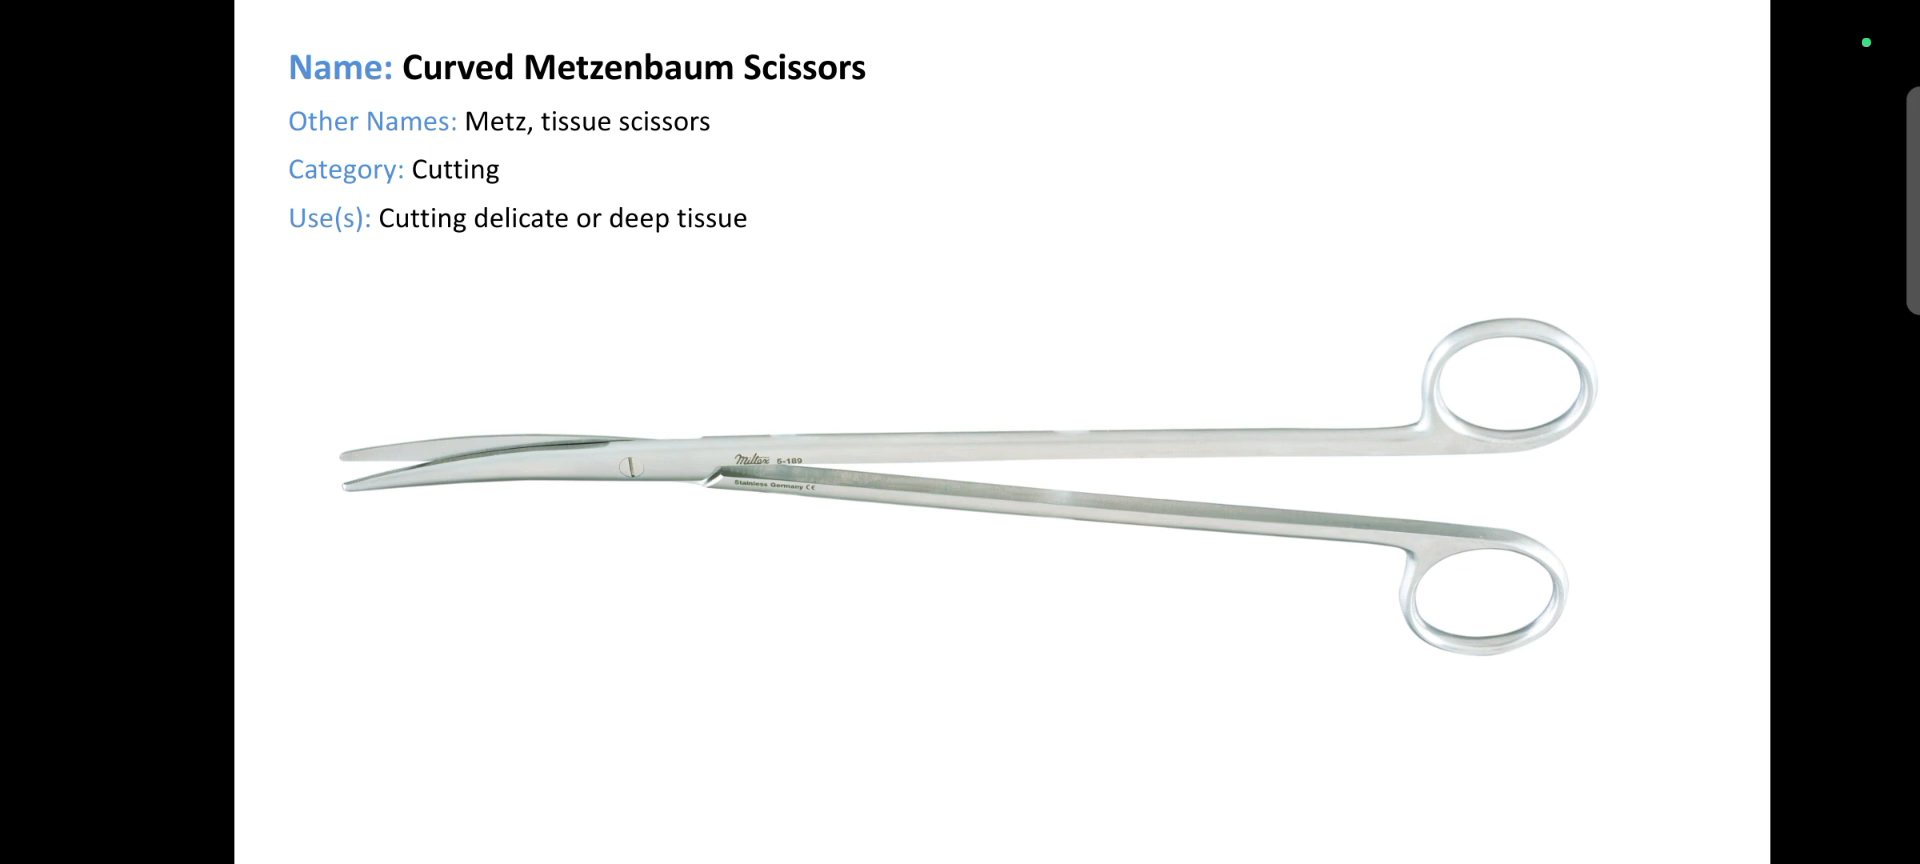 Name: Curved Metzenbaum Scissors
Other Names: Metz, tissue scissors
Category: Cutting
Use(s): Cutting delicate or deep tissue
Miltex 5-189
Stainless Germany CE